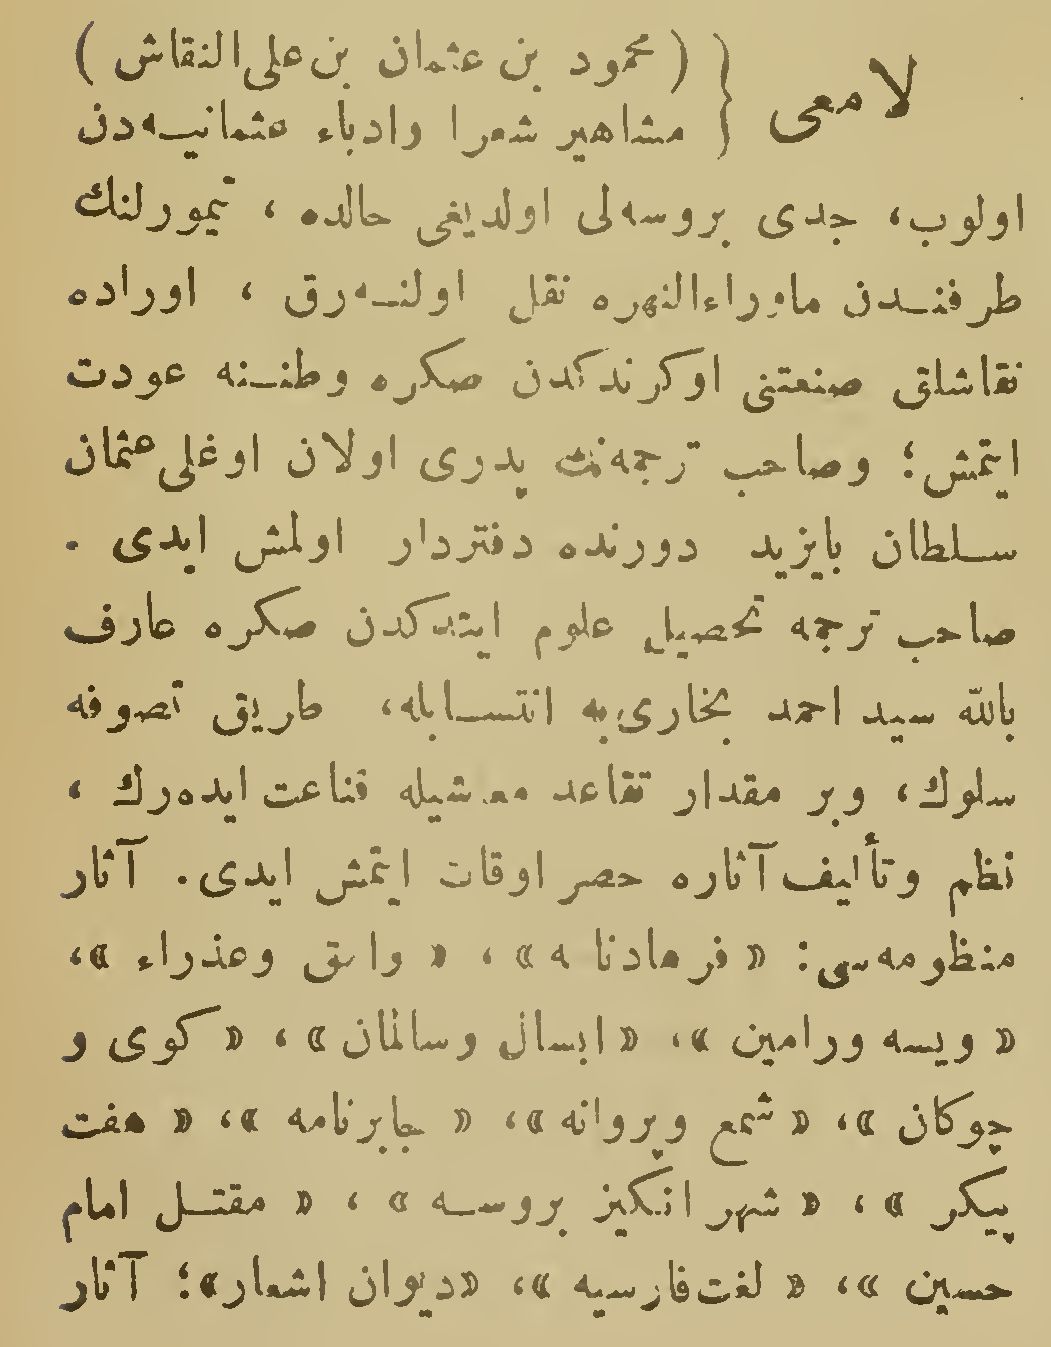 لامعی { ( محمود بن عثمان بن علی النقاش )
مشاهیر شعرا وادباء عثمانیه‌دن
اولوب، جدی بروسه‌لی اولدیغی حالده ، تیمورلنك
طرفندن ماوراءالنهره نقل اولنه‌رق ، اوراده
نقاشلق صنعتنی اوکرندکدن صکره وطننه عودت
ایتمش؛ وصاحب ترجمه‌نك پدری اولان اوغلی عثمان
سلطان بایزید دورنده دفتردار اولمش ایدی .
صاحب ترجمه تحصیل علوم ایتدکدن صکره عارف
بالله سید احمد بخاری‌یه انتسابله، طریق تصوفه
سلوك، وبر مقدار تقاعد معاشیله قناعت ایده‌رك ،
نظم وتألیف آثاره حصر اوقات ایتمش ایدی. آثار
منظومه‌سی: « فرهادنامه » ، « وامق وعذراء »،
« ویسه ورامین »، « ابسال وسلامان »، « کوی و
چوکان »، « شمع وپروانه »، « جابرنامه »، « هفت
پیکر »، « شهر انکیز بروسه » ، « مقتل امام
حسین »، « لغت فارسیه »، «دیوان اشعار»؛ آثار